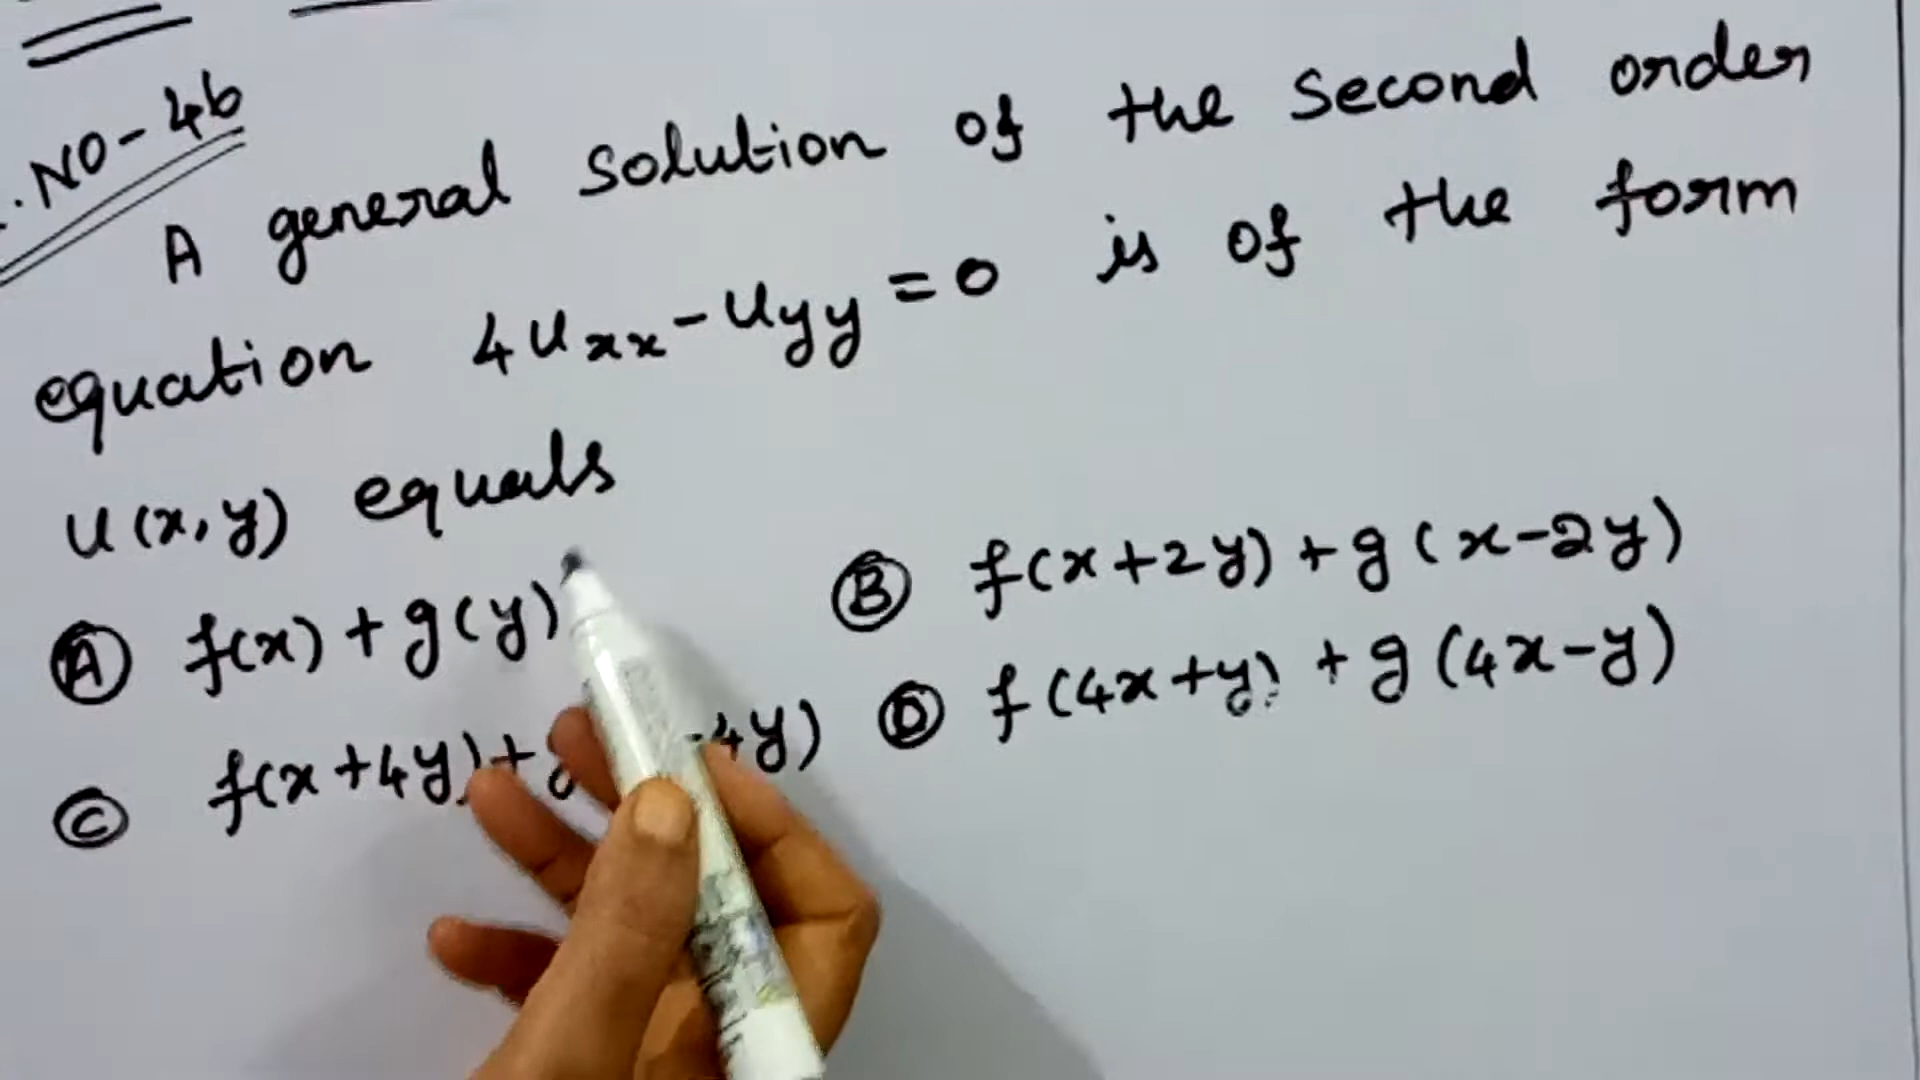 . NO - 46
A general solution of the second order
equation 4uxx - uyy = 0 is of the form
u(x, y) equals
Ⓐ f(x) + g(y) Ⓑ f(x+2y) + g(x-2y)
Ⓒ f(x+4y) + 4y) Ⓓ f(4x+y) + g(4x-y)